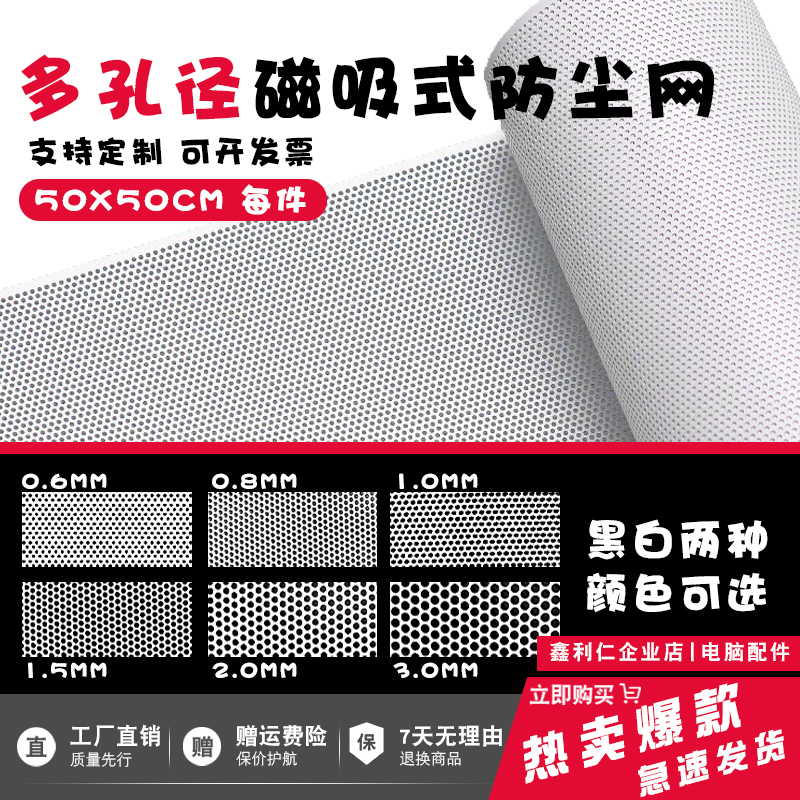 多孔径磁吸式防尘网
支持定制 可开发票
50X50CM 每件
0.6MM
0.8MM
1.0MM
1.5MM
2.0MM
3.0MM
黑白两种
颜色可选
鑫利仁企业店|电脑配件
立即购买
热卖爆款
急速发货
直
工厂直销
质量先行
赠
赠运费险
保价护航
保
7天无理由
退换商品